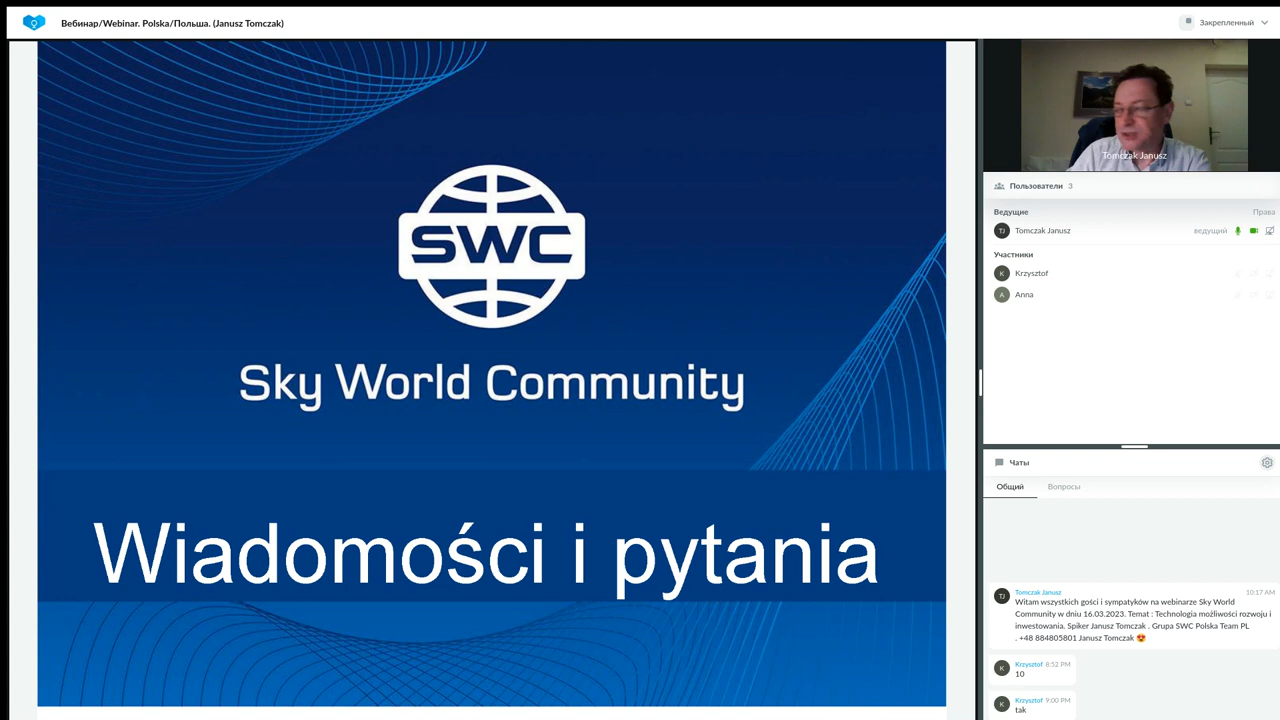 Вебинар/Webinar. Polska/Польша. (Janusz Tomczak)
Закрепленный
SWC
Sky World Community
Wiadomości i pytania
Tomczak Janusz
Пользователи 3
Ведущие Права
TJ Tomczak Janusz ведущий
Участники
K Krzysztof
A Anna
Чаты
Общий Вопросы
TJ Tomczak Janusz 10:17 AM
Witam wszystkich gości i sympatyków na webinarze Sky World
Community w dniu 16.03.2023. Temat : Technologia możliwości rozwoju i
inwestowania. Spiker Janusz Tomczak . Grupa SWC Polska Team PL
. +48 884805801 Janusz Tomczak 😍
K Krzysztof 8:52 PM
10
K Krzysztof 9:00 PM
tak